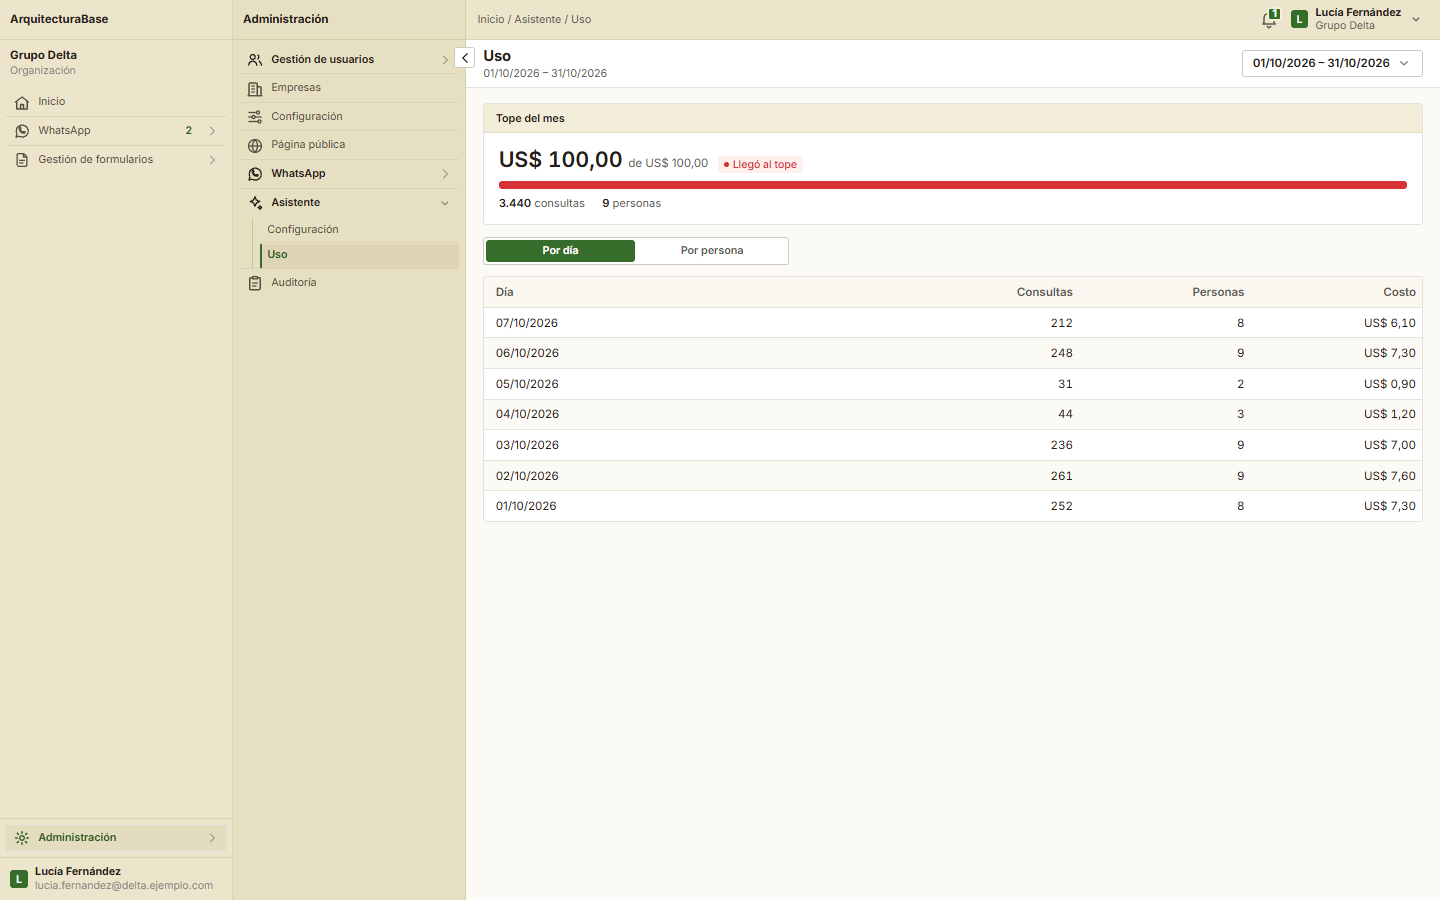 ArquitecturaBase
Grupo Delta
Organización
Inicio
WhatsApp 2
Gestión de formularios
Administración
Lucía Fernández
L
lucia.fernandez@delta.ejemplo.com
Administración
Gestión de usuarios
Empresas
Configuración
Página pública
WhatsApp
Asistente
Configuración
Uso
Auditoría
Inicio / Asistente / Uso
1
L
Lucía Fernández
Grupo Delta
Uso
01/10/2026 – 31/10/2026
01/10/2026 – 31/10/2026
Tope del mes
US$ 100,00 de US$ 100,00 Llegó al tope
3.440 consultas 9 personas
Por día Por persona
Día Consultas Personas Costo
07/10/2026 212 8 US$ 6,10
06/10/2026 248 9 US$ 7,30
05/10/2026 31 2 US$ 0,90
04/10/2026 44 3 US$ 1,20
03/10/2026 236 9 US$ 7,00
02/10/2026 261 9 US$ 7,60
01/10/2026 252 8 US$ 7,30